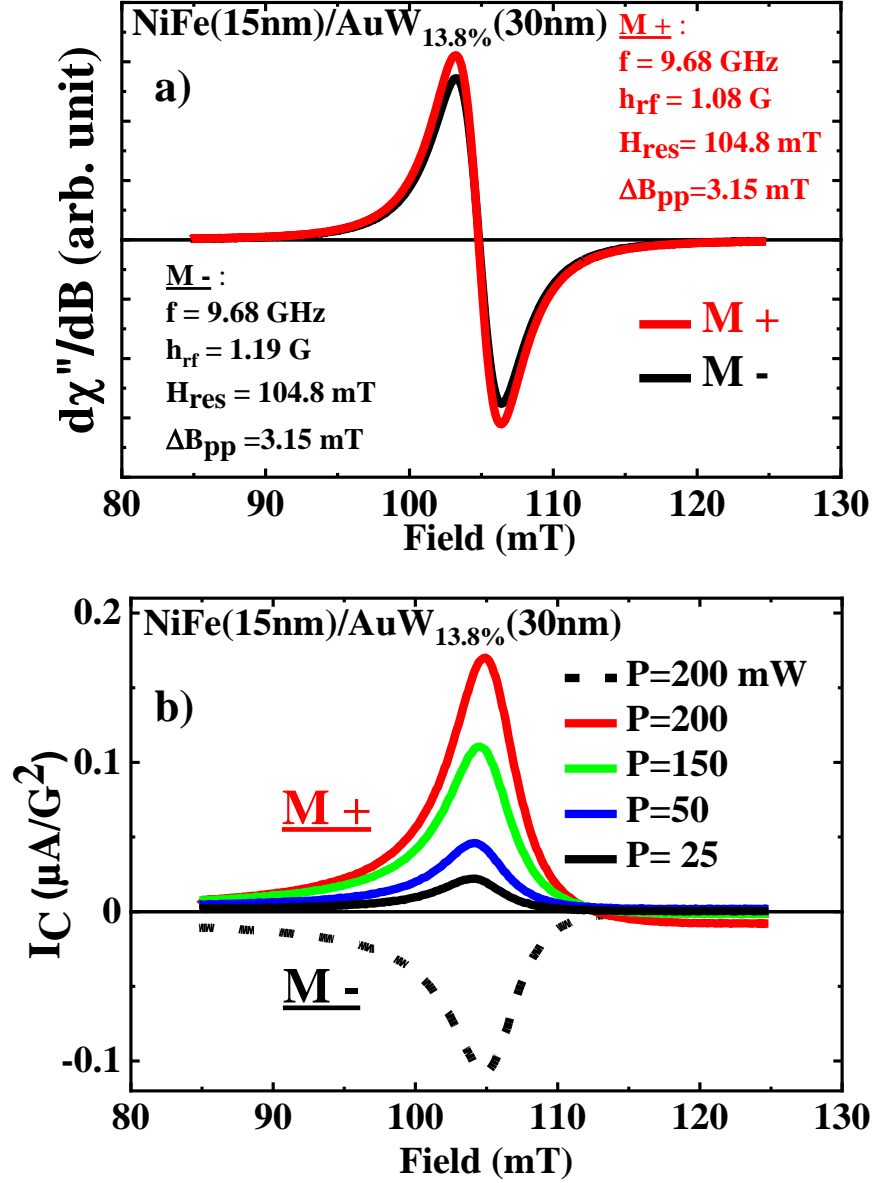 NiFe(15nm)/AuW13.8%(30nm)
M + :
f = 9.68 GHz
hrf = 1.08 G
Hres= 104.8 mT
ΔBpp=3.15 mT
a)
dχ"/dB (arb. unit)
M - :
f = 9.68 GHz
hrf = 1.19 G
Hres = 104.8 mT
ΔBpp =3.15 mT
M +
M -
80 90 100 110 120 130
Field (mT)
NiFe(15nm)/AuW13.8%(30nm)
b)
P=200 mW
P=200
P=150
P=50
P= 25
M +
M -
IC (μA/G2)
0.2
0.1
0
-0.1
80 90 100 110 120 130
Field (mT)